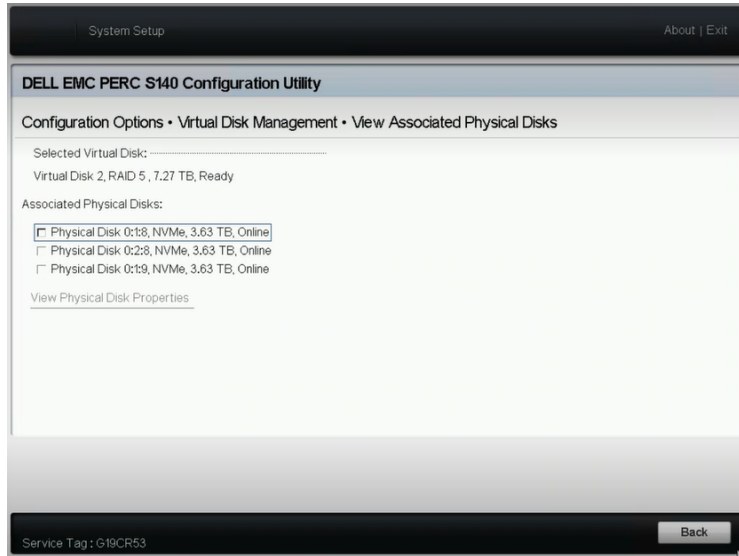 System Setup
About | Exit
DELL EMC PERC S140 Configuration Utility
Configuration Options • Virtual Disk Management • View Associated Physical Disks
Selected Virtual Disk:
Virtual Disk 2, RAID 5 , 7.27 TB, Ready
Associated Physical Disks:
Physical Disk 0:1:8, NVMe, 3.63 TB, Online
Physical Disk 0:2:8, NVMe, 3.63 TB, Online
Physical Disk 0:1:9, NVMe, 3.63 TB, Online
View Physical Disk Properties
Back
Service Tag : G19CR53